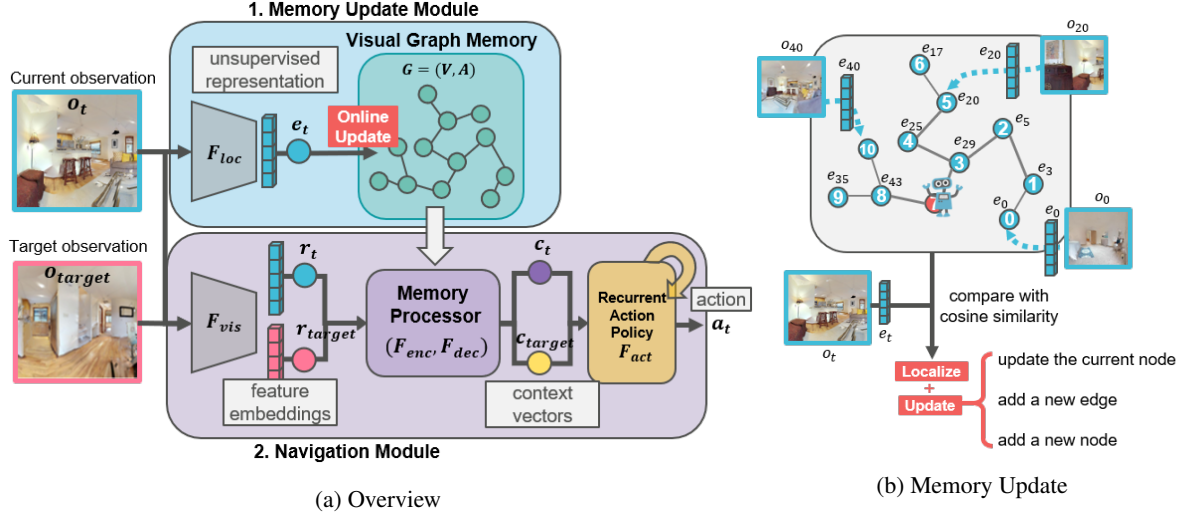 1. Memory Update Module
unsupervised
representation
Visual Graph Memory
G = (V, A)
Current observation
o_t
F_loc
e_t
Online
Update
Target observation
o_target
F_vis
r_t
r_target
feature
embeddings
Memory
Processor
(F_enc, F_dec)
c_t
c_target
context
vectors
Recurrent
Action
Policy
F_act
action
a_t
2. Navigation Module
(a) Overview
o_40
e_40
e_17
6
e_20
o_20
5
e_20
e_25
4
2
e_5
10
e_29
3
e_3
1
e_35
9
e_43
8
7
e_0
0
e_0
o_0
o_t
e_t
compare with
cosine similarity
Localize
+
Update
update the current node
add a new edge
add a new node
(b) Memory Update